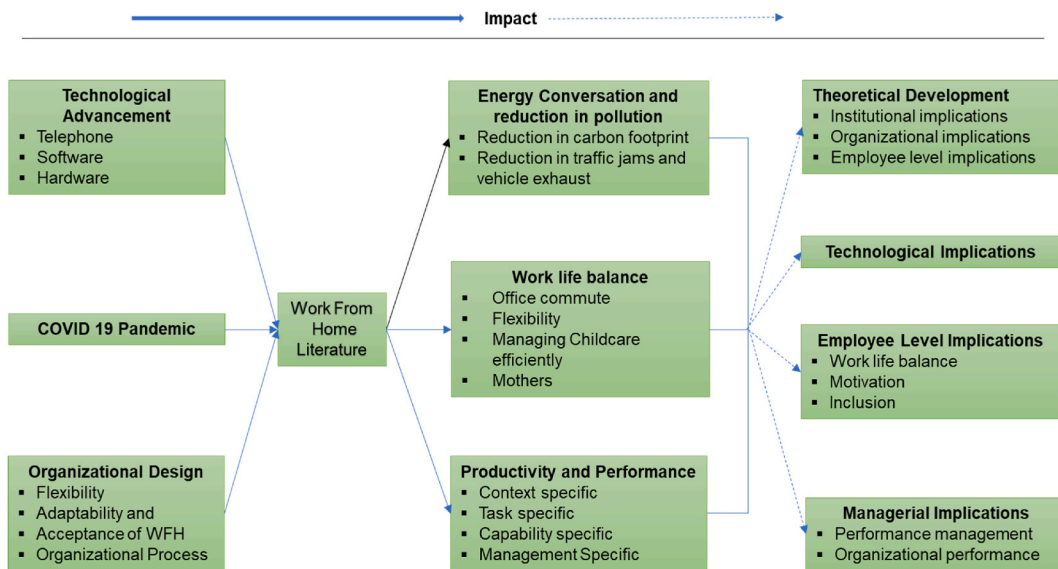 Impact
Technological
Advancement
▪ Telephone
▪ Software
▪ Hardware
COVID 19 Pandemic
Organizational Design
▪ Flexibility
▪ Adaptability and
▪ Acceptance of WFH
▪ Organizational Process
Work From
Home
Literature
Energy Conversation and
reduction in pollution
▪ Reduction in carbon footprint
▪ Reduction in traffic jams and
vehicle exhaust
Work life balance
▪ Office commute
▪ Flexibility
▪ Managing Childcare
efficiently
▪ Mothers
Productivity and Performance
▪ Context specific
▪ Task specific
▪ Capability specific
▪ Management Specific
Theoretical Development
▪ Institutional implications
▪ Organizational implications
▪ Employee level implications
Technological Implications
Employee Level Implications
▪ Work life balance
▪ Motivation
▪ Inclusion
Managerial Implications
▪ Performance management
▪ Organizational performance